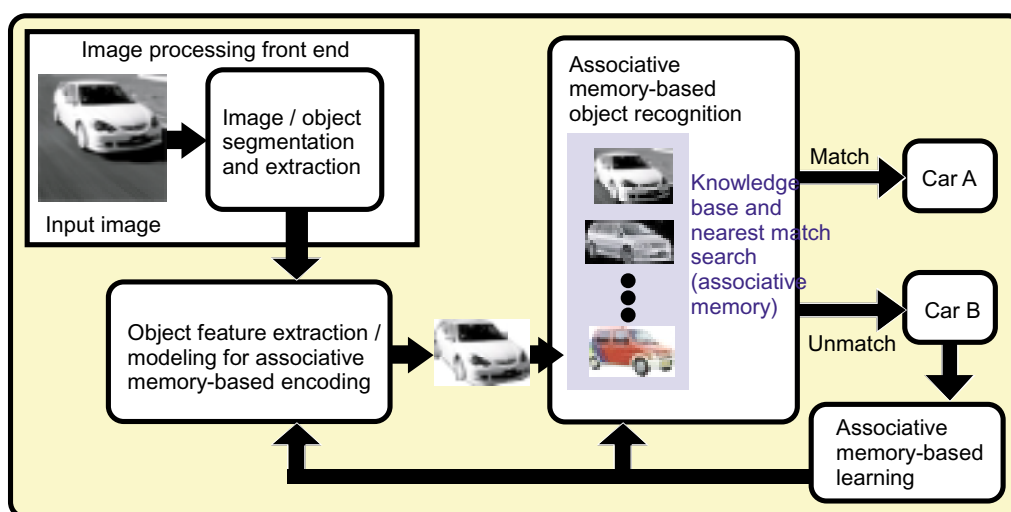 Image processing front end
Image / object
segmentation
and extraction
Input image
Object feature extraction /
modeling for associative
memory-based encoding
Associative
memory-based
object recognition
Knowledge
base and
nearest match
search
(associative
memory)
Match
Car A
Unmatch
Car B
Associative
memory-based
learning